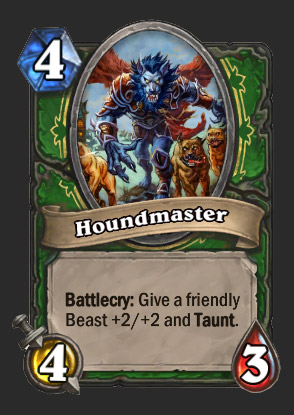 4
Houndmaster
Battlecry: Give a friendly
Beast +2/+2 and Taunt.
4
3